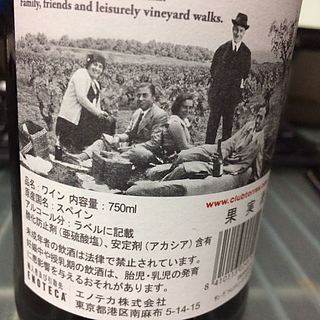 Family, friends and leisurely vineyard walks.
www.clubtorres
品名：ワイン 内容量：750ml
原産国名：スペイン
アルコール分：ラベルに記載
酸化防止剤（亜硫酸塩）、安定剤（アカシア）含有
未成年者の飲酒は法律で禁止されています。
妊娠中や授乳期の飲酒は、胎児・乳児の発育
に悪影響を与えるおそれがあります。
果 実
ENOTECA
エノテカ株式会社
東京都港区南麻布 5-14-15